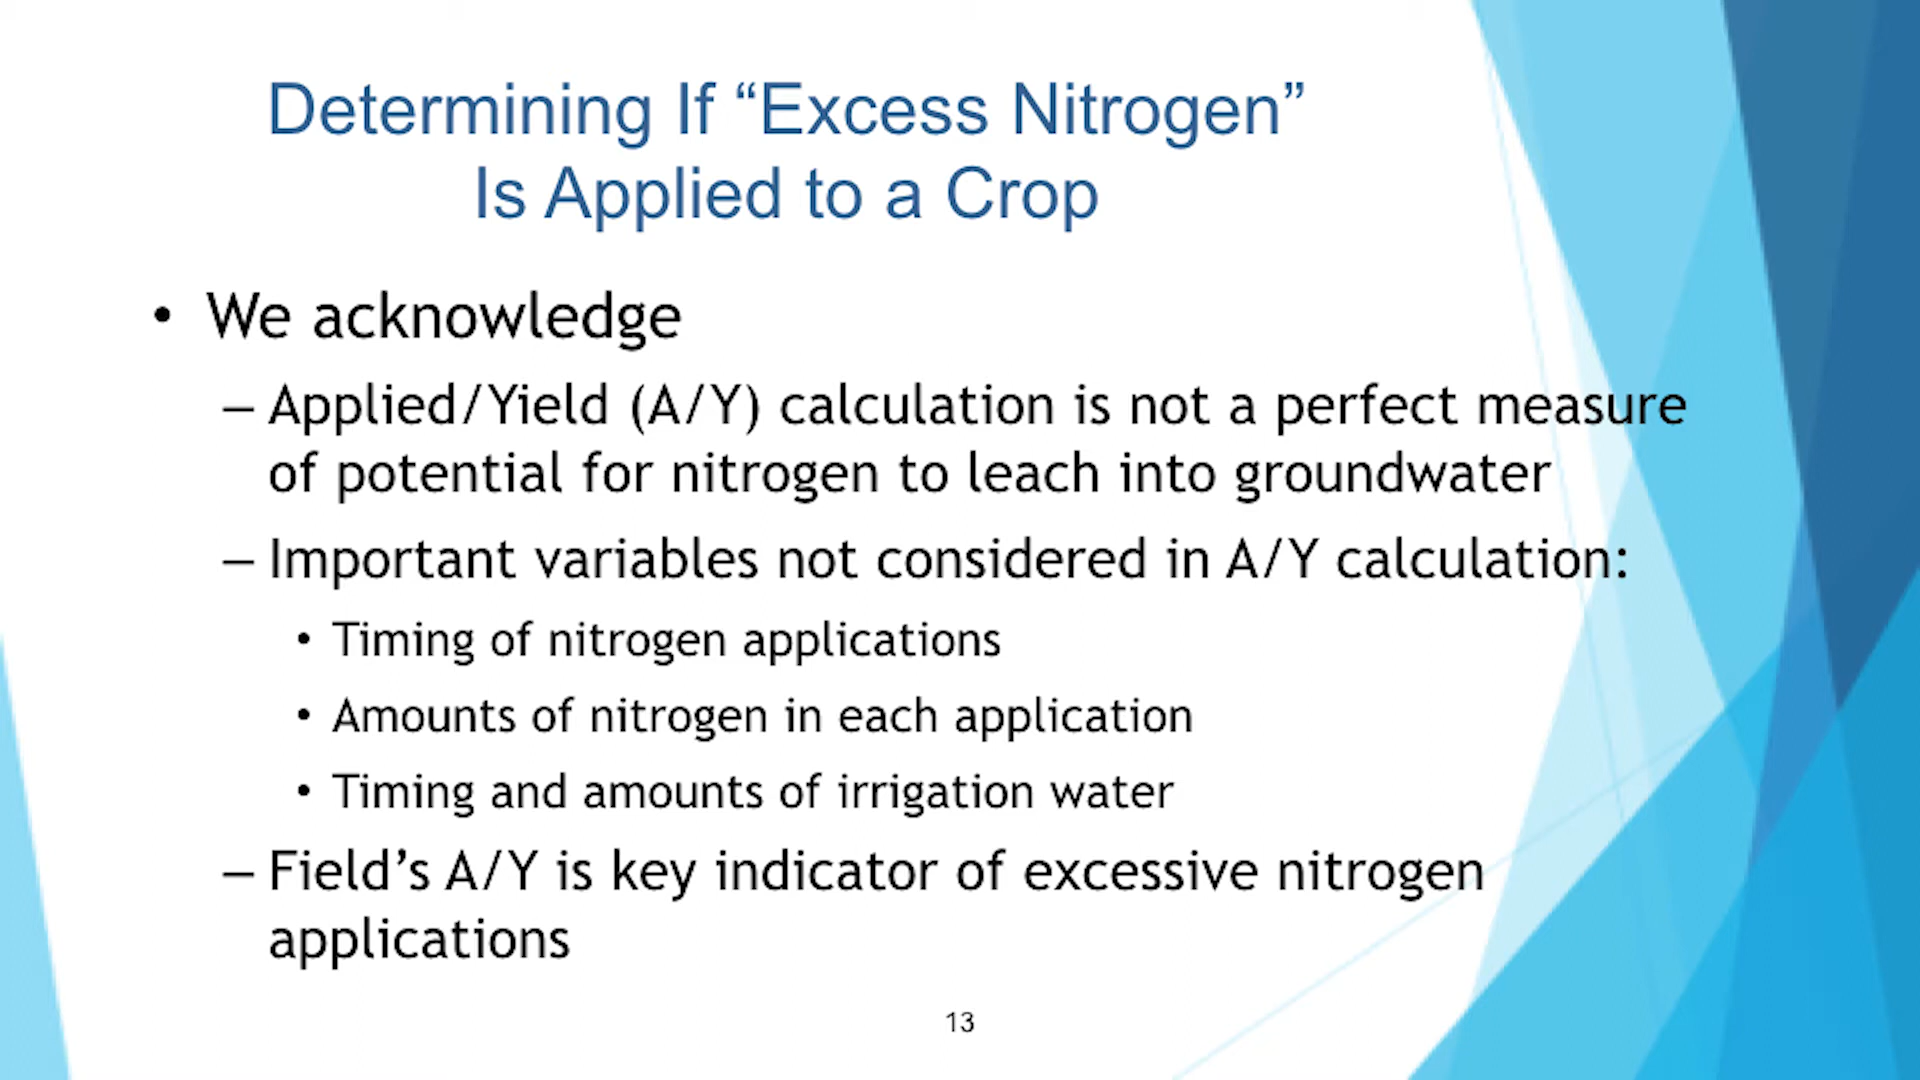 Determining If “Excess Nitrogen”
Is Applied to a Crop
• We acknowledge
– Applied/Yield (A/Y) calculation is not a perfect measure
of potential for nitrogen to leach into groundwater
– Important variables not considered in A/Y calculation:
• Timing of nitrogen applications
• Amounts of nitrogen in each application
• Timing and amounts of irrigation water
– Field’s A/Y is key indicator of excessive nitrogen
applications
13